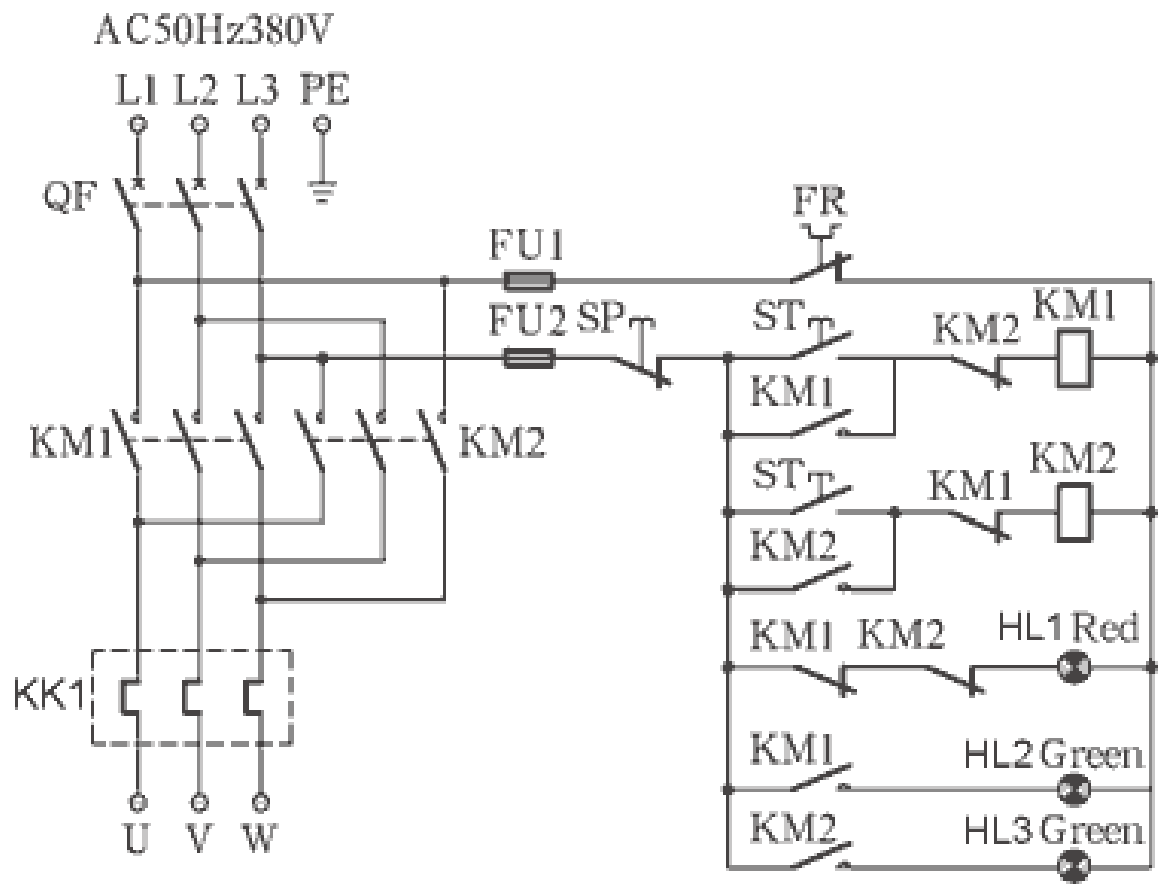 AC50Hz380V
L1 L2 L3 PE
QF
FR
FU1
KM1
FU2 SP ST KM2
KM1
KM1 KM2
KM2
ST KM1
KM2
KM1 KM2 HL1 Red
KK1
KM1 HL2 Green
U V W
KM2 HL3 Green